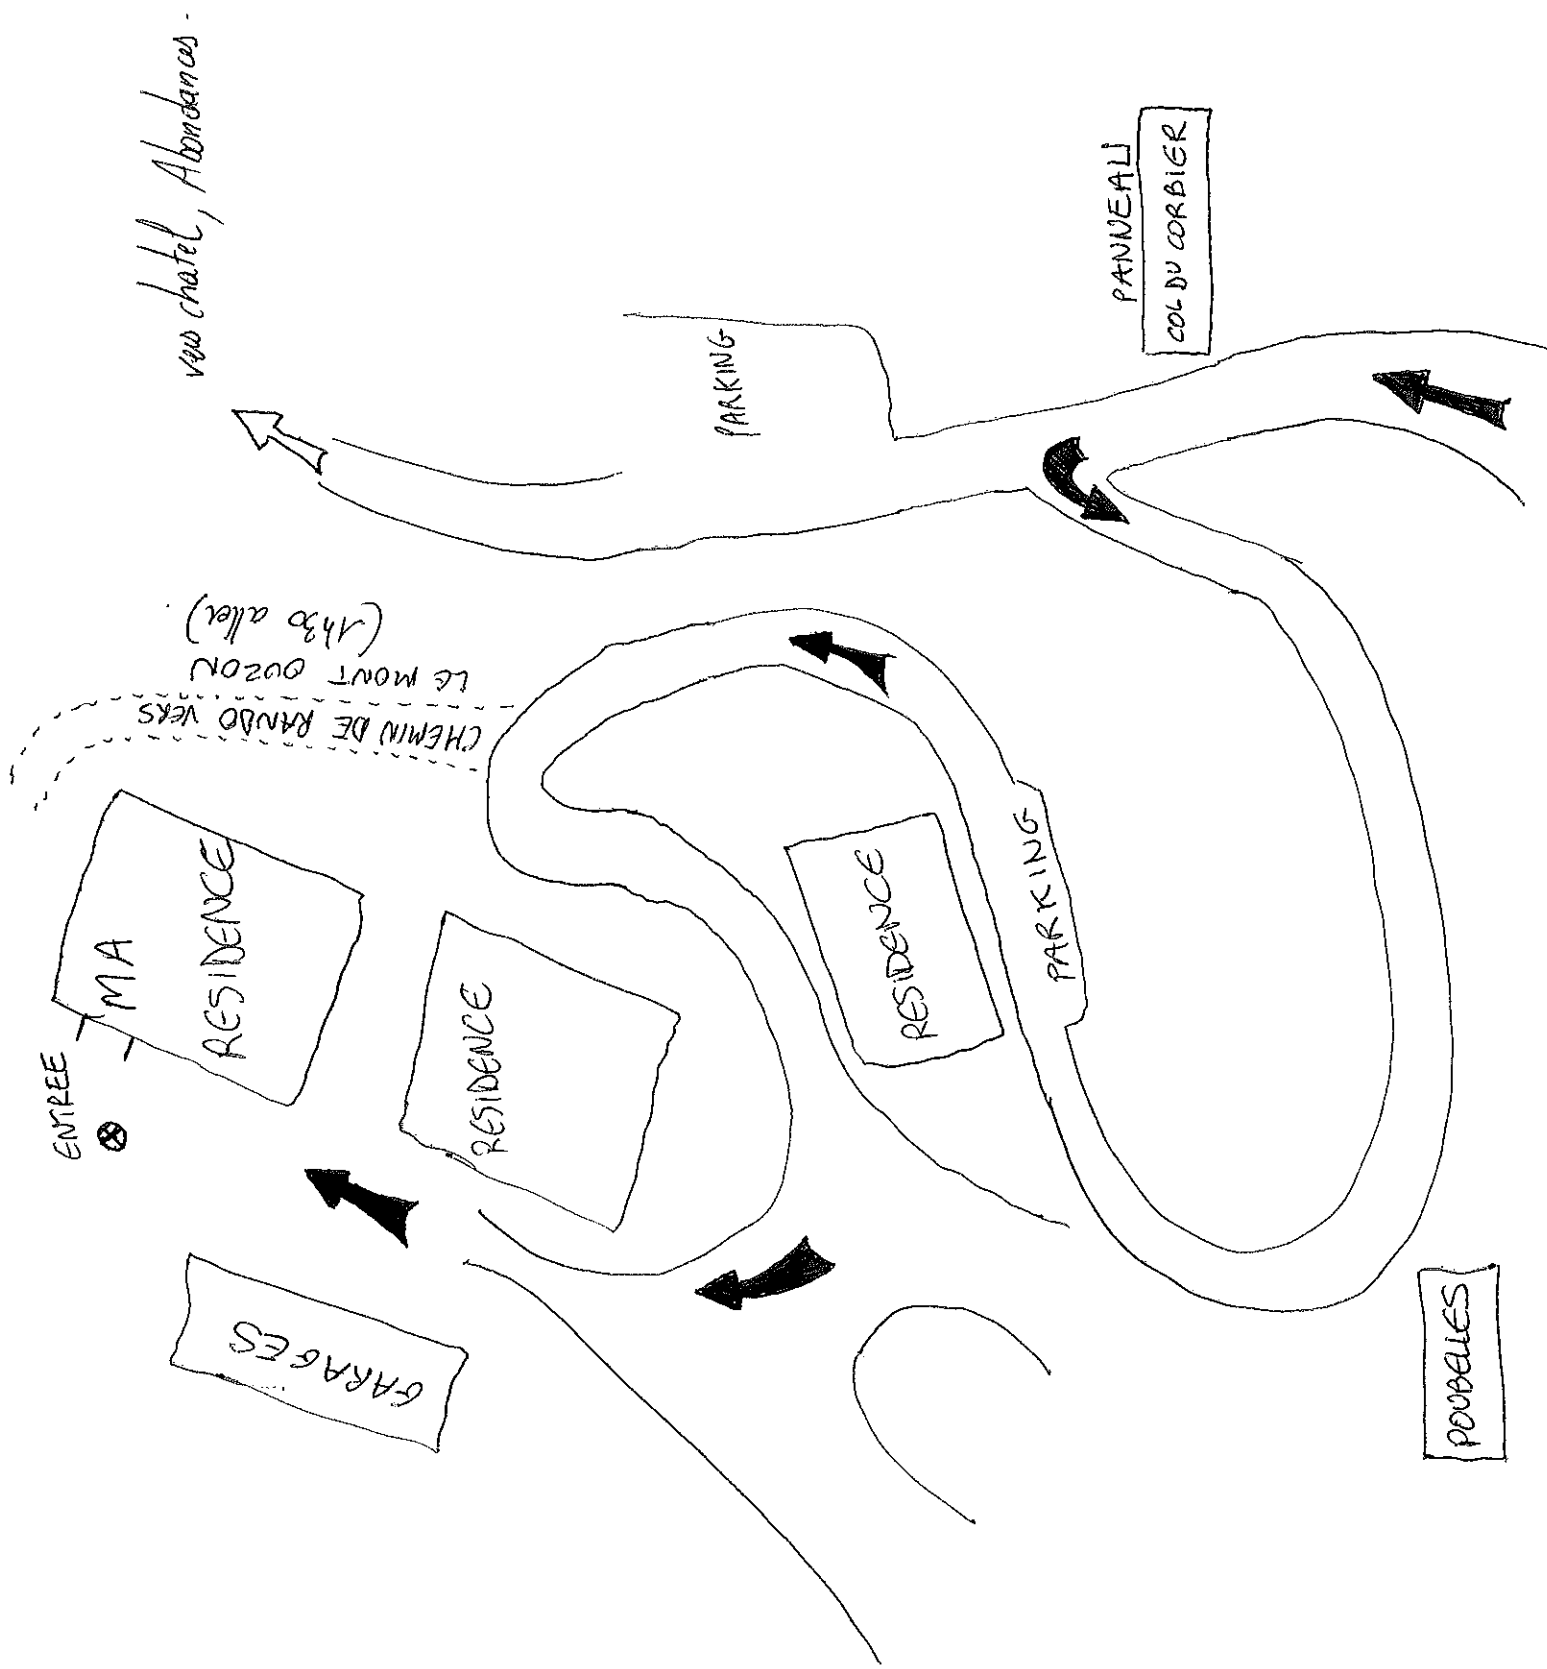 vers chatel, Abondances.
PANNEAU
COL DU CORBIER
PARKING
CHEMIN DE RANDO VERS
LE MONT OUZON
(1h30 aller).
MA
RESIDENCE
ENTREE
RESIDENCE
RESIDENCE
PARKING
GARAGES
POUBELLES